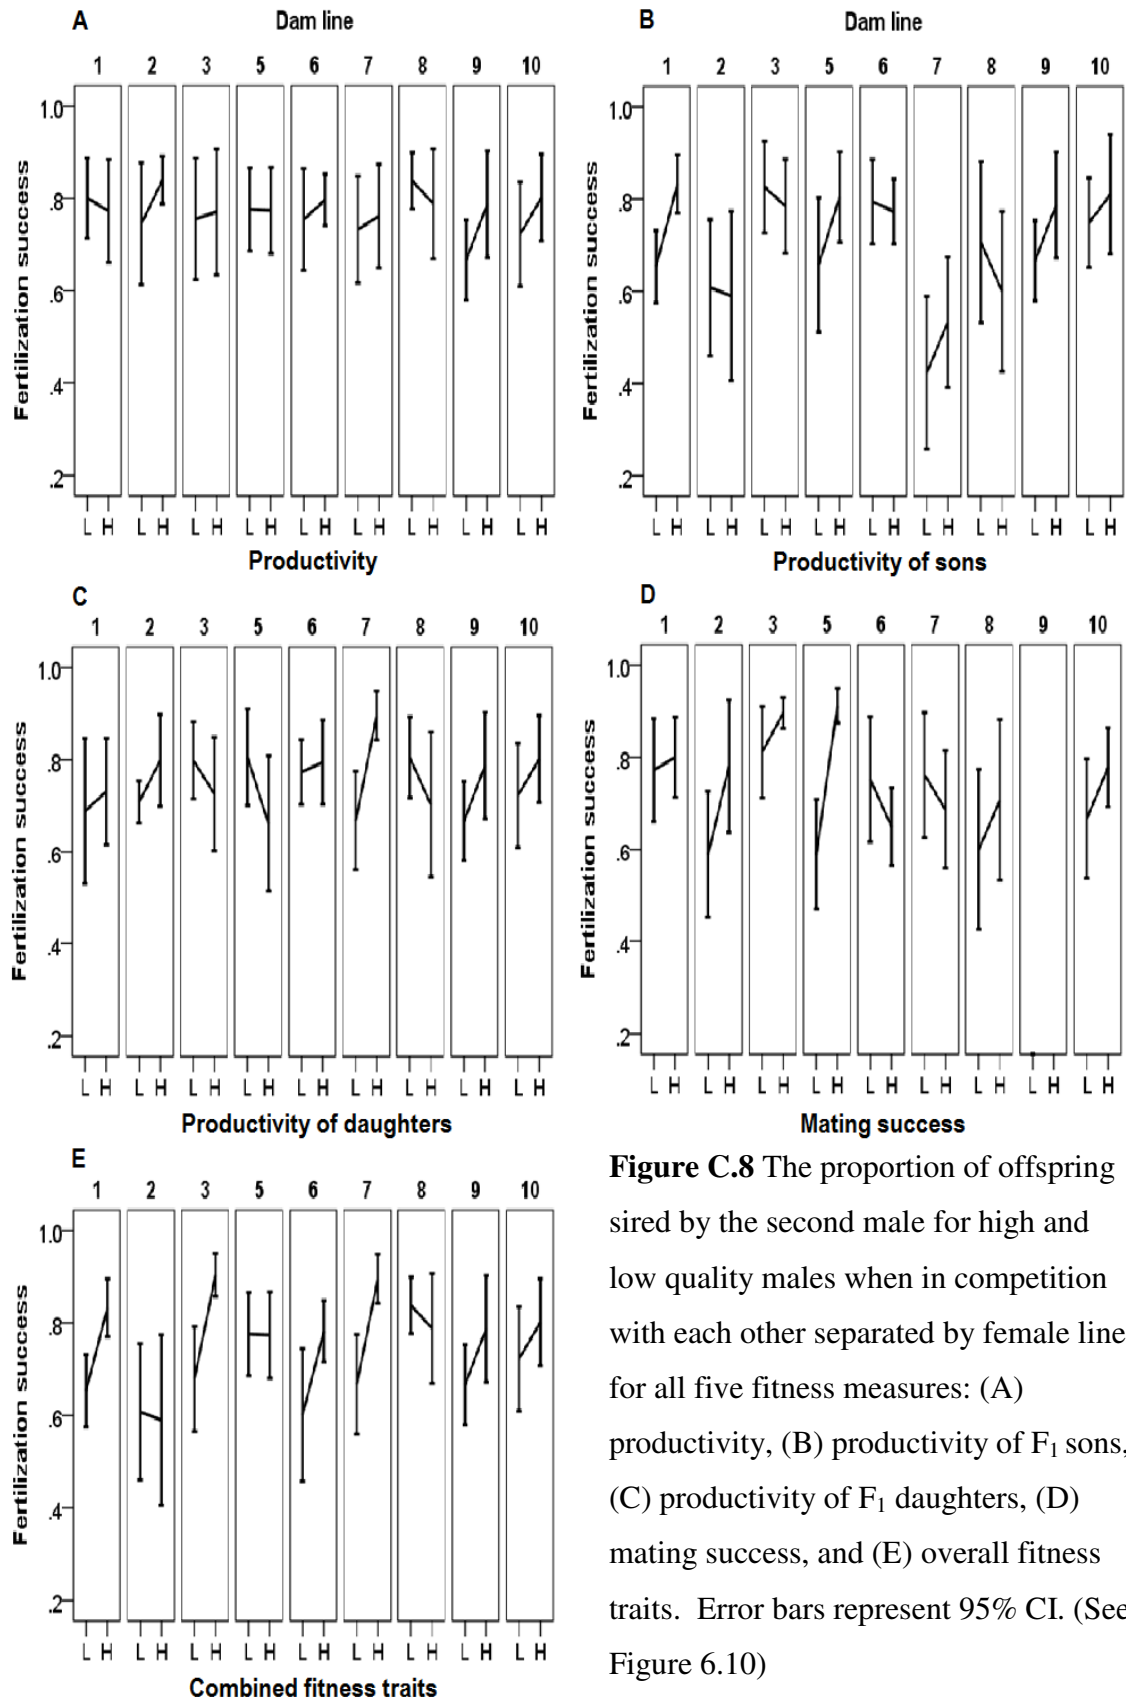 A
Dam line
1 2 3 5 6 7 8 9 10
1.0
.8
.6
.4
.2
Fertilization success
L H L H L H L H L H L H L H L H L H
Productivity
B
Dam line
1 2 3 5 6 7 8 9 10
1.0
.8
.6
.4
.2
Fertilization success
L H L H L H L H L H L H L H L H L H
Productivity of sons
C
1 2 3 5 6 7 8 9 10
1.0
.8
.6
.4
.2
Fertilization success
L H L H L H L H L H L H L H L H L H
Productivity of daughters
D
1 2 3 5 6 7 8 9 10
1.0
.8
.6
.4
.2
Fertilization success
L H L H L H L H L H L H L H L H L H
Mating success
E
1 2 3 5 6 7 8 9 10
1.0
.8
.6
.4
.2
Fertilization success
L H L H L H L H L H L H L H L H L H
Combined fitness traits
Figure C.8 The proportion of offspring
sired by the second male for high and
low quality males when in competition
with each other separated by female line
for all five fitness measures: (A)
productivity, (B) productivity of F₁ sons,
(C) productivity of F₁ daughters, (D)
mating success, and (E) overall fitness
traits. Error bars represent 95% CI. (See
Figure 6.10)